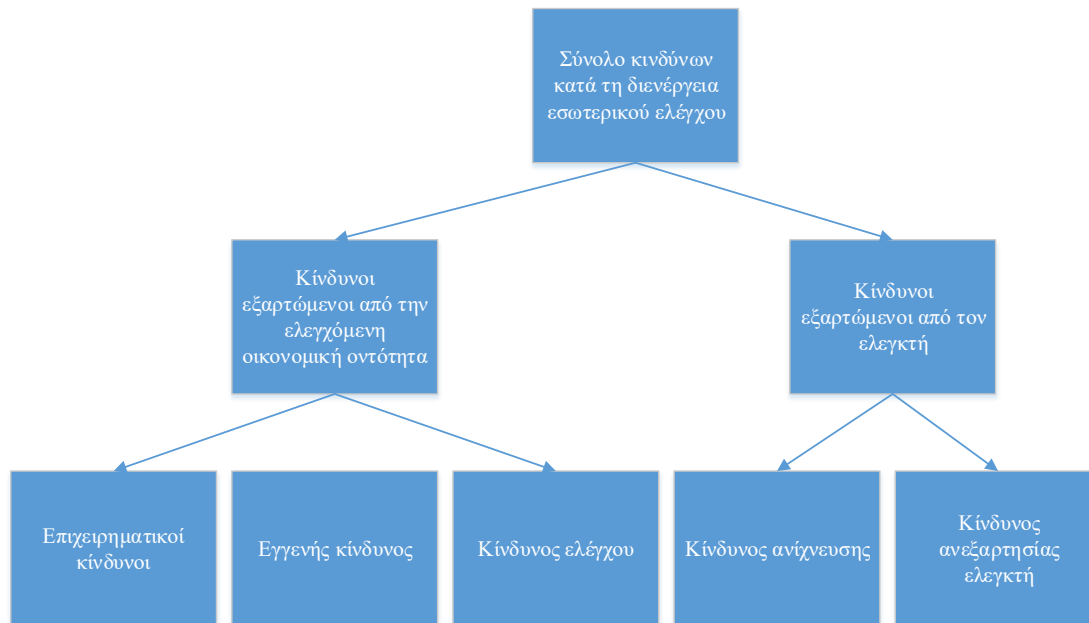 Σύνολο κινδύνων
κατά τη διενέργεια
εσωτερικού ελέγχου
Κίνδυνοι
εξαρτώμενοι από την
ελεγχόμενη
οικονομική οντότητα
Κίνδυνοι
εξαρτώμενοι από τον
ελεγκτή
Επιχειρηματικοί
κίνδυνοι
Εγγενής κίνδυνος
Κίνδυνος ελέγχου
Κίνδυνος ανίχνευσης
Κίνδυνος
ανεξαρτησίας
ελεγκτή